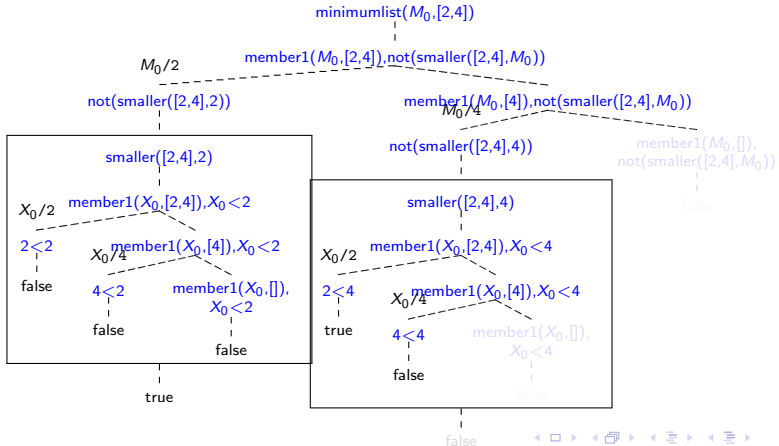 minimumlist(M0,[2,4])
member1(M0,[2,4]),not(smaller([2,4],M0))
M0/2
not(smaller([2,4],2))
member1(M0,[4]),not(smaller([2,4],M0))
M0/4
smaller([2,4],2)
not(smaller([2,4],4))
member1(M0,[]),
not(smaller([2,4],M0))
member1(X0,[2,4]),X0<2
smaller([2,4],4)
false
X0/2
2<2
X0/4
member1(X0,[4]),X0<2
X0/2
member1(X0,[2,4]),X0<4
false
4<2
member1(X0,[]),
X0<2
2<4
X0/4
member1(X0,[4]),X0<4
false
false
true
4<4
member1(X0,[]),
X0<4
false
false
true
false